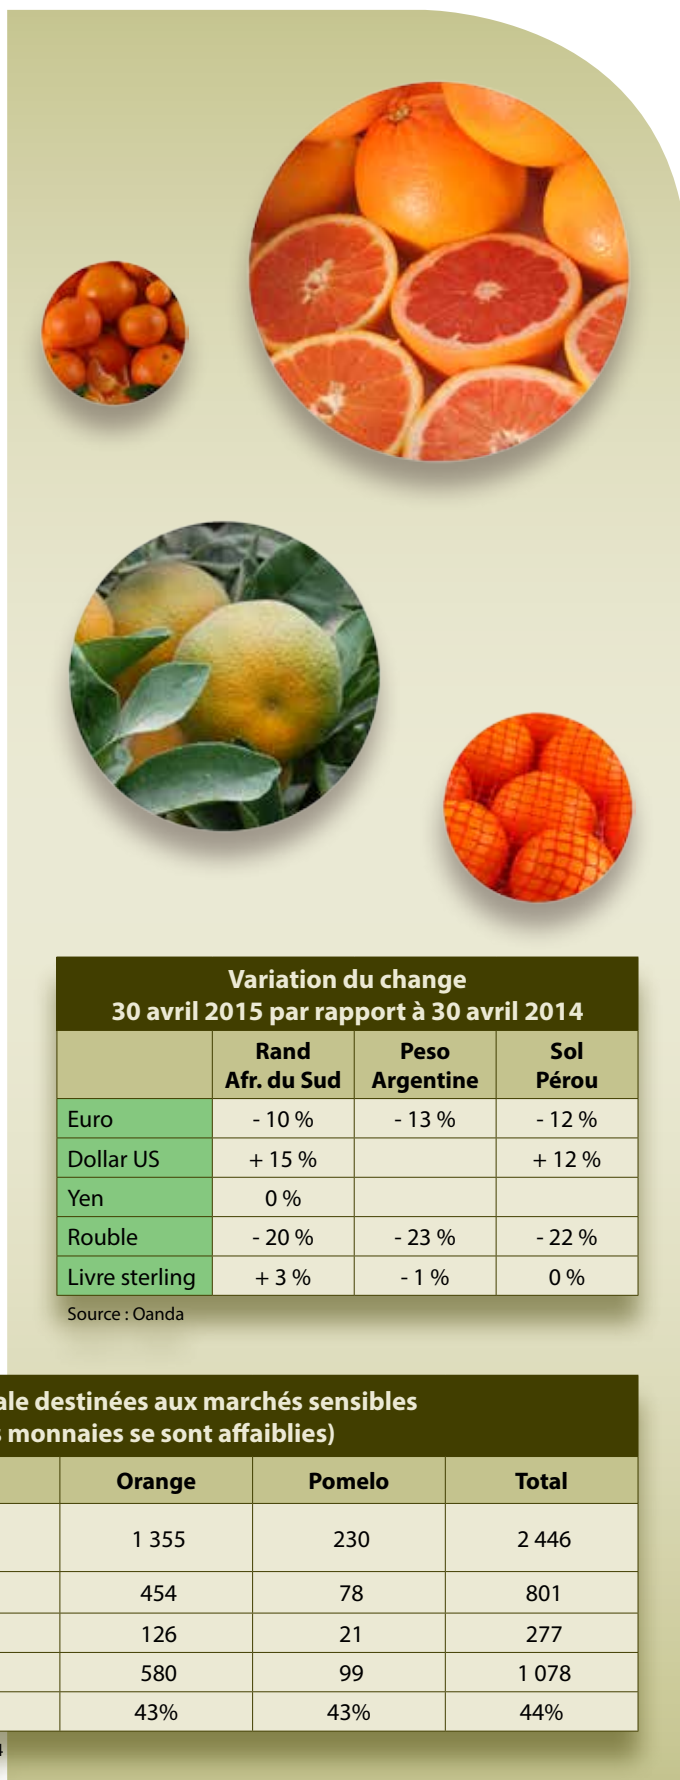 Variation du change
30 avril 2015 par rapport à 30 avril 2014
Rand Peso Sol
Afr. du Sud Argentine Pérou
Euro - 10 % - 13 % - 12 %
Dollar US + 15 % + 12 %
Yen 0 %
Rouble - 20 % - 23 % - 22 %
Livre sterling + 3 % - 1 % 0 %
Source : Oanda
destinées aux marchés sensibles
monnaies se sont affaiblies)
Orange Pomelo Total
1 355 230 2 446
454 78 801
126 21 277
580 99 1 078
43% 43% 44%